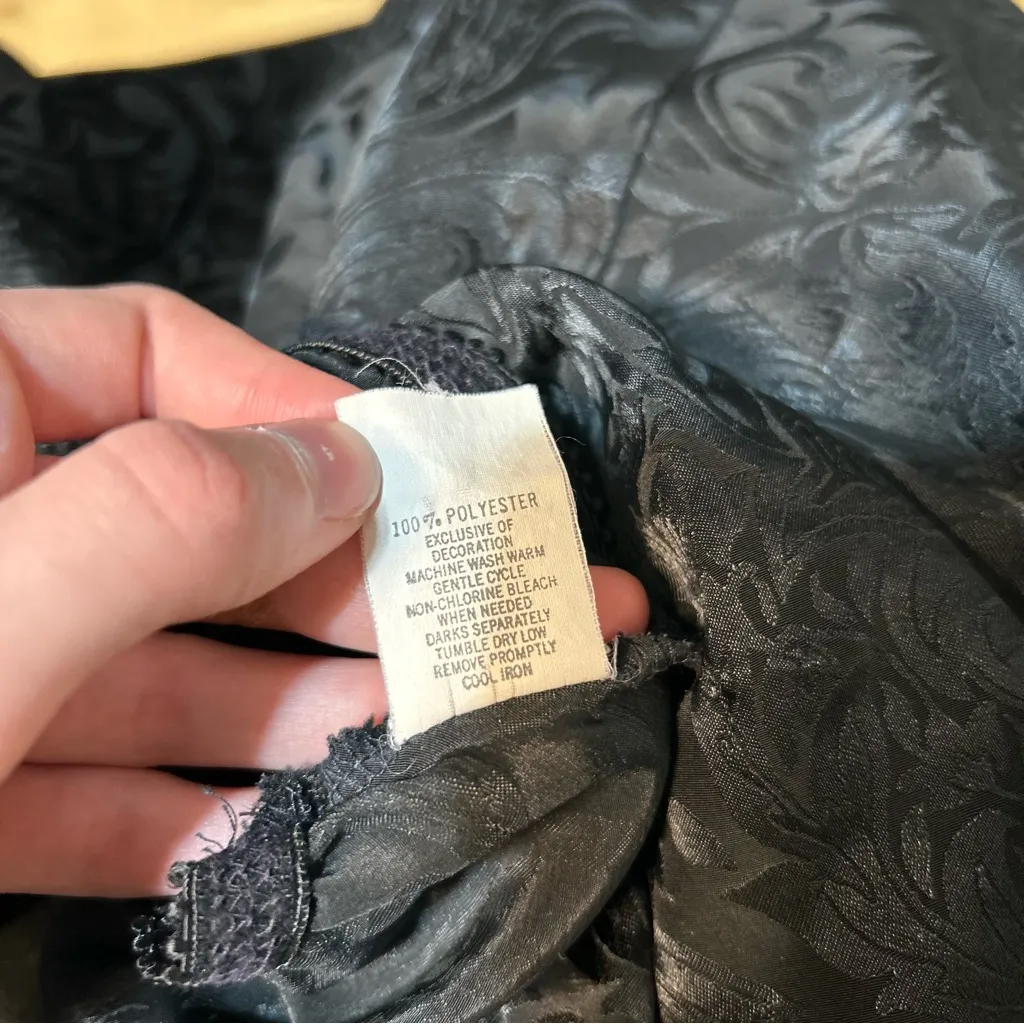 100% POLYESTER
EXCLUSIVE OF
DECORATION
MACHINE WASH WARM
GENTLE CYCLE
NON-CHLORINE BLEACH
WHEN NEEDED
DARKS SEPARATELY
TUMBLE DRY LOW
REMOVE PROMPTLY
COOL IRON